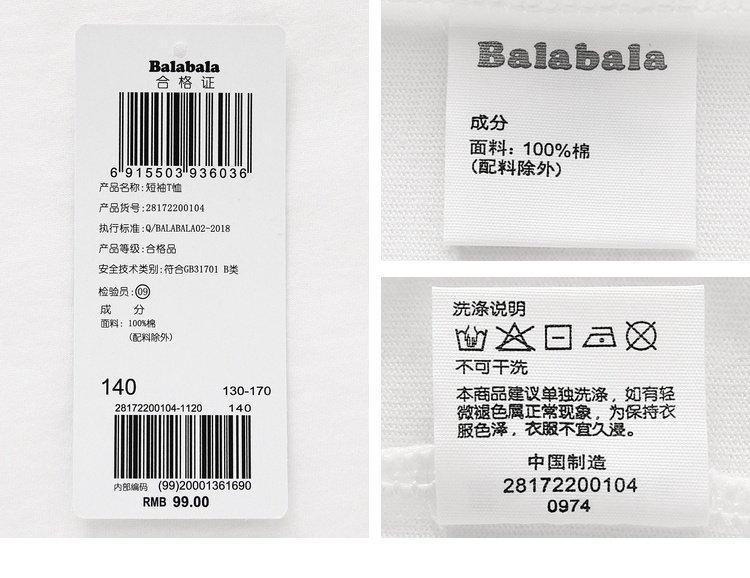 Balabala
合格证
6 915503 936036
产品名称:短袖T恤
产品货号:28172200104
执行标准:Q/BALABALA02-2018
产品等级:合格品
安全技术类别:符合GB31701 B类
检验员:09
成 分
面料: 100%棉
(配料除外)
140 130-170
28172200104-1120 140
内部编码 (99)20001361690
RMB 99.00
Balabala
成分
面料: 100%棉
(配料除外)
洗涤说明
不可干洗
本商品建议单独洗涤, 如有轻
微褪色属正常现象, 为保持衣
服色泽, 衣服不宜久浸。
中国制造
28172200104
0974